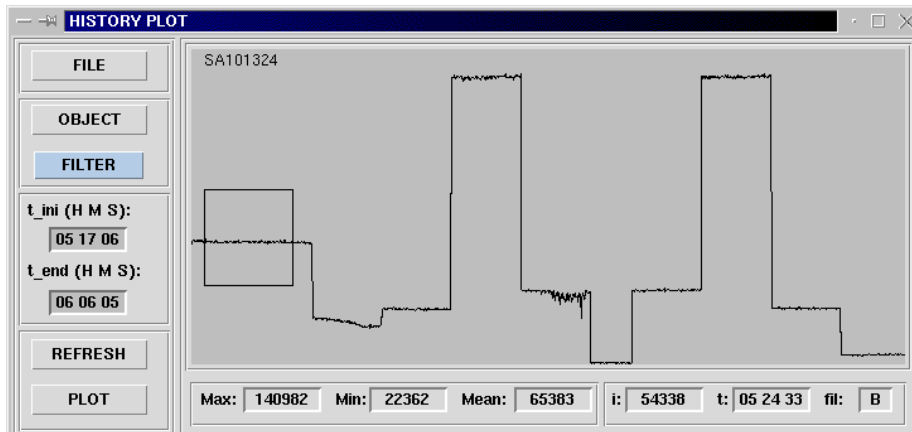 HISTORY PLOT
FILE
OBJECT
FILTER
t_ini (H M S):
05 17 06
t_end (H M S):
06 06 05
REFRESH
PLOT
SA101324
Max: 140982 Min: 22362 Mean: 65383 i: 54338 t: 05 24 33 fil: B